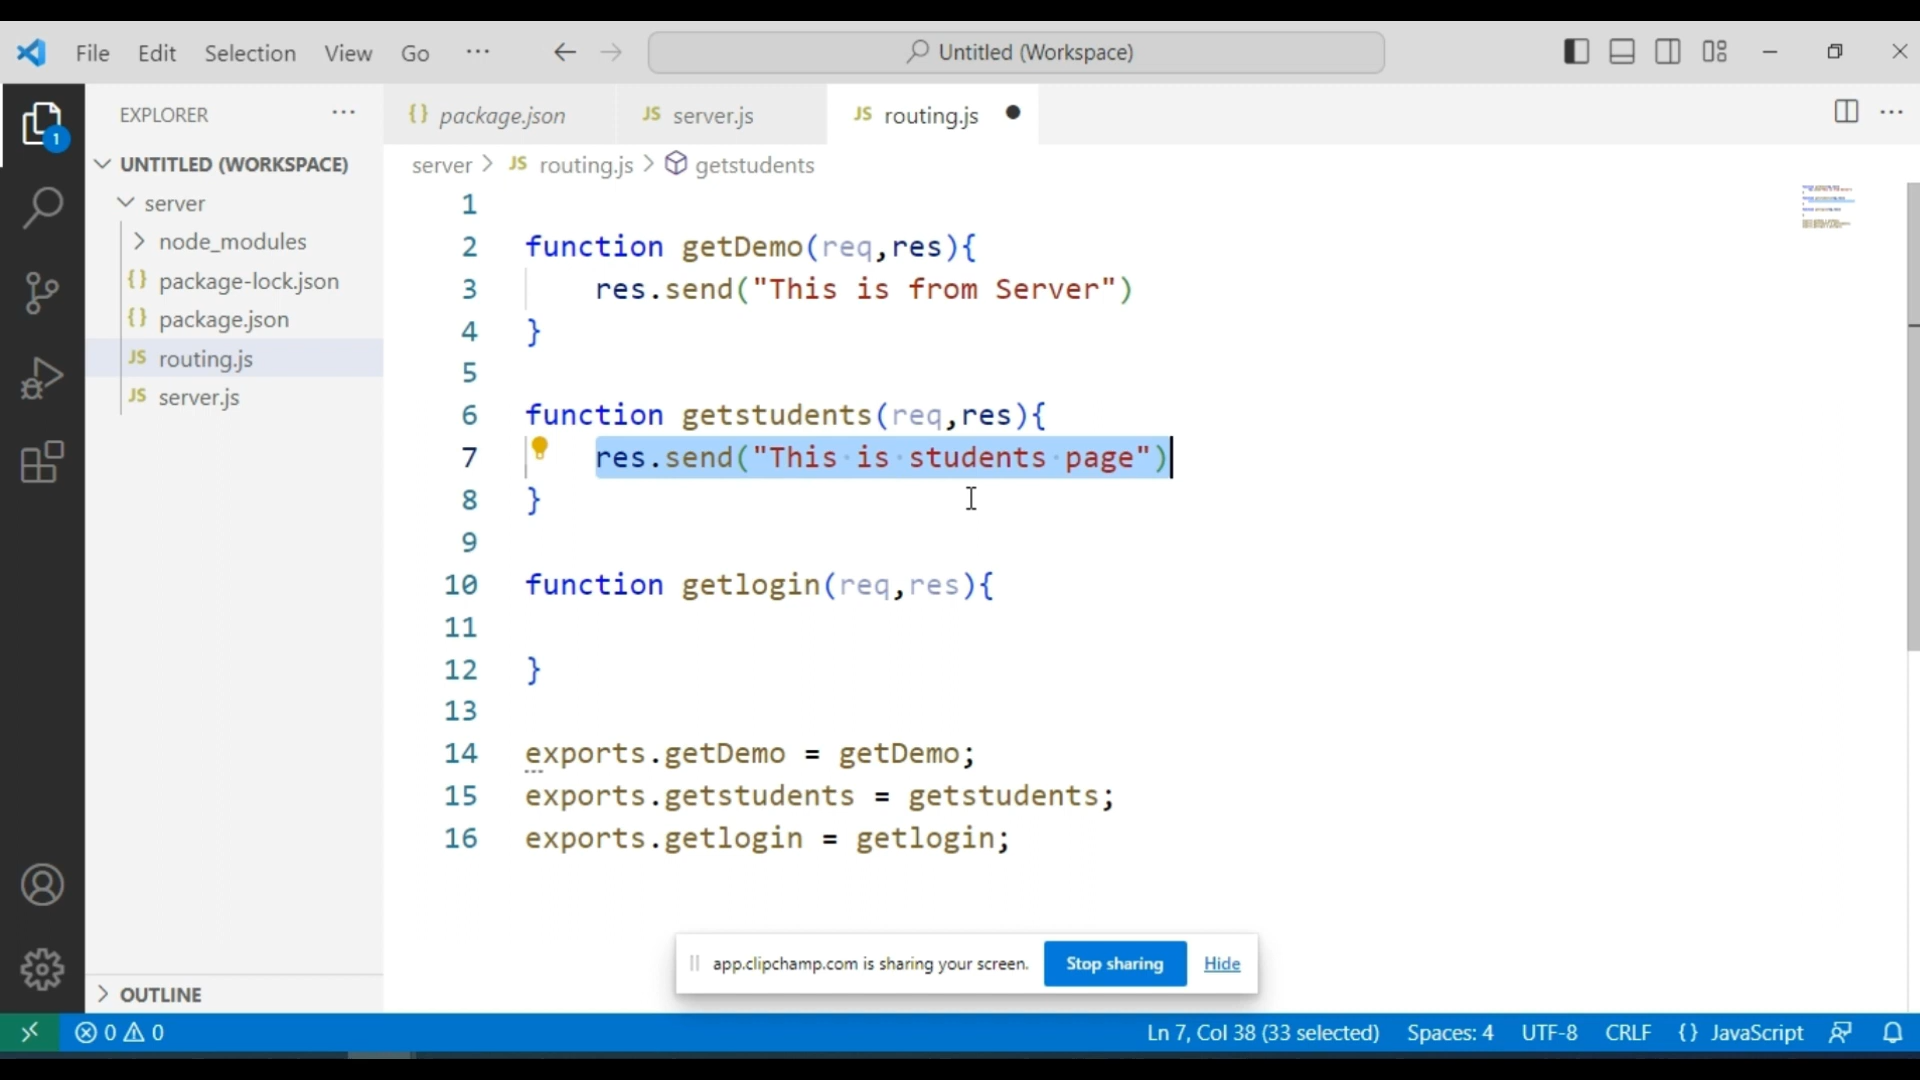 File Edit Selection View Go ··· Untitled (Workspace)
EXPLORER ···
{} package.json JS server.js JS routing.js
UNTITLED (WORKSPACE)
server > JS routing.js > getstudents
server
node_modules
{} package-lock.json
{} package.json
JS routing.js
JS server.js
1
1
2 function getDemo(req,res){
3 res.send("This is from Server")
4 }
5
6 function getstudents(req,res){
7 res.send("This·is·students·page")
8 }
9
10 function getlogin(req,res){
11
12 }
13
14 exports.getDemo = getDemo;
15 exports.getstudents = getstudents;
16 exports.getlogin = getlogin;
app.clipchamp.com is sharing your screen. Stop sharing Hide
OUTLINE
0 0 Ln 7, Col 38 (33 selected) Spaces: 4 UTF-8 CRLF {} JavaScript